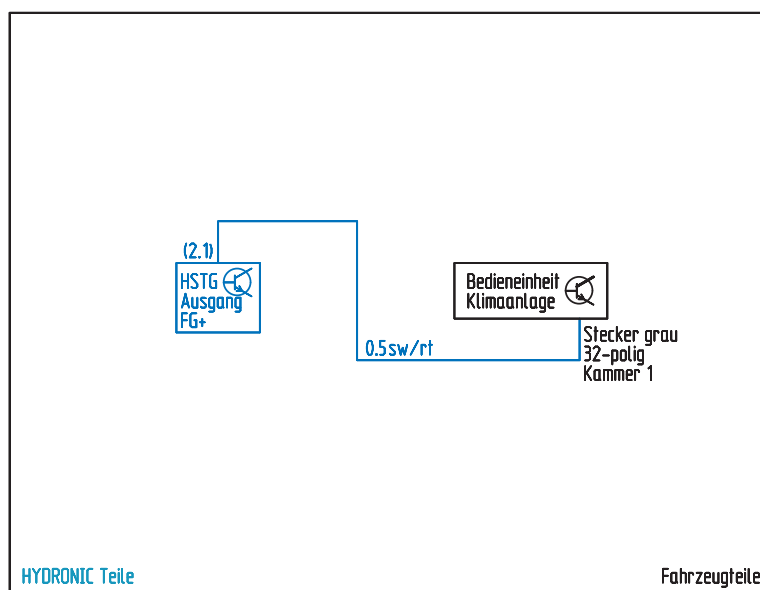 (2.1)
HSTG
Ausgang
FG+
Bedieneinheit
Klimaanlage
0.5sw/rt
Stecker grau
32-polig
Kammer 1
HYDRONIC Teile
Fahrzeugteile